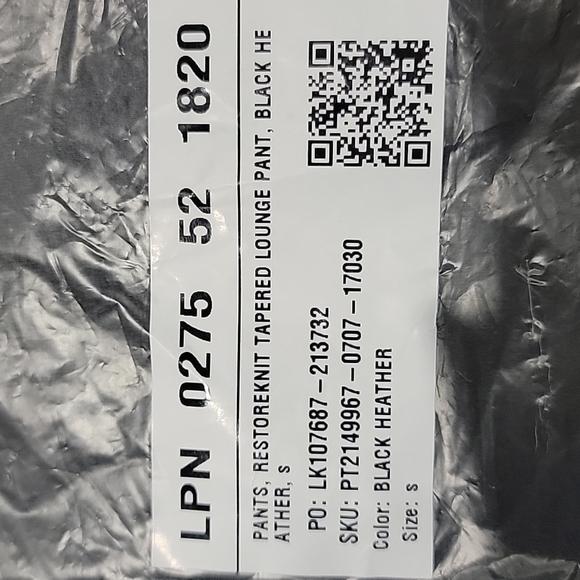 LPN 0275 52 1820
PANTS, RESTOREKNIT TAPERED LOUNGE PANT, BLACK HE
ATHER, s
PO: LK107687-213732
SKU: PT2149967-0707-17030
Color: BLACK HEATHER
Size: s